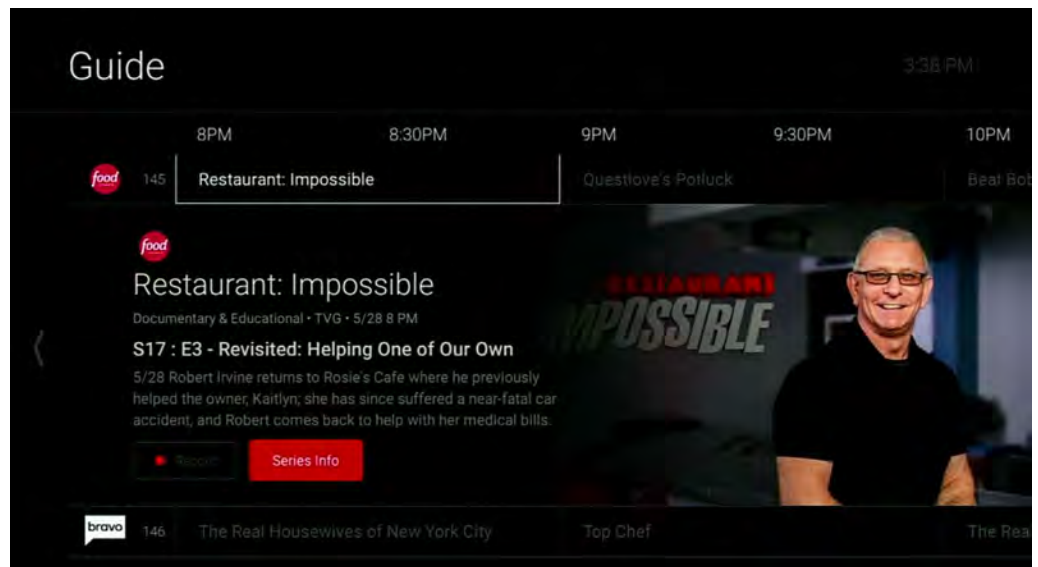 Guide
3:38 PM
8PM 8:30PM 9PM 9:30PM 10PM
food 145 Restaurant: Impossible Questlove's Potluck Beat Bob
food
Restaurant: Impossible
Documentary & Educational • TVG • 5/28 8 PM
S17 : E3 - Revisited: Helping One of Our Own
5/28 Robert Irvine returns to Rosie's Cafe where he previously
helped the owner, Kaitlyn; she has since suffered a near-fatal car
accident, and Robert comes back to help with her medical bills.
Record Series Info
RESTAURANT
IMPOSSIBLE
bravo 146 The Real Housewives of New York City Top Chef The Rea